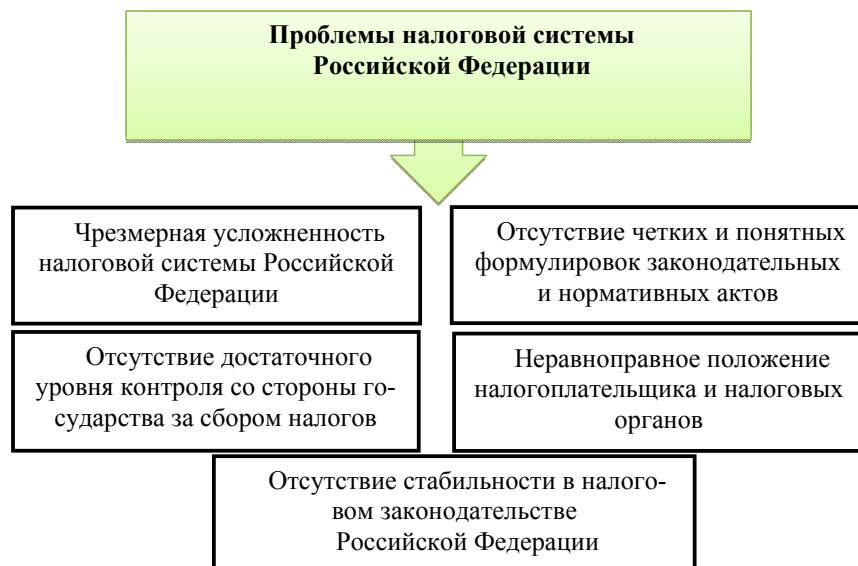 Проблемы налоговой системы
Российской Федерации
Чрезмерная усложненность
налоговой системы Российской
Федерации
Отсутствие четких и понятных
формулировок законодательных
и нормативных актов
Отсутствие достаточного
уровня контроля со стороны го-
сударства за сбором налогов
Неравноправное положение
налогоплательщика и налоговых
органов
Отсутствие стабильности в налого-
вом законодательстве
Российской Федерации